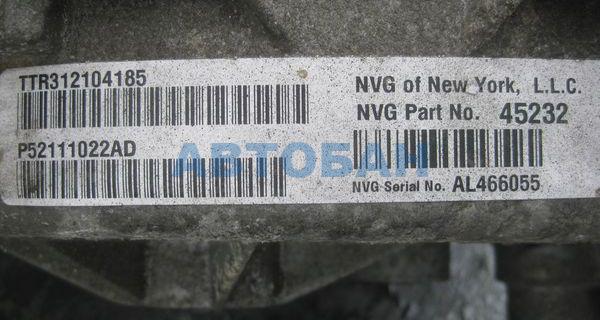 TTR312104185
P52111022AD
NVG of New York, L.L.C.
NVG Part No. 45232
NVG Serial No. AL466055
АВТОБАН